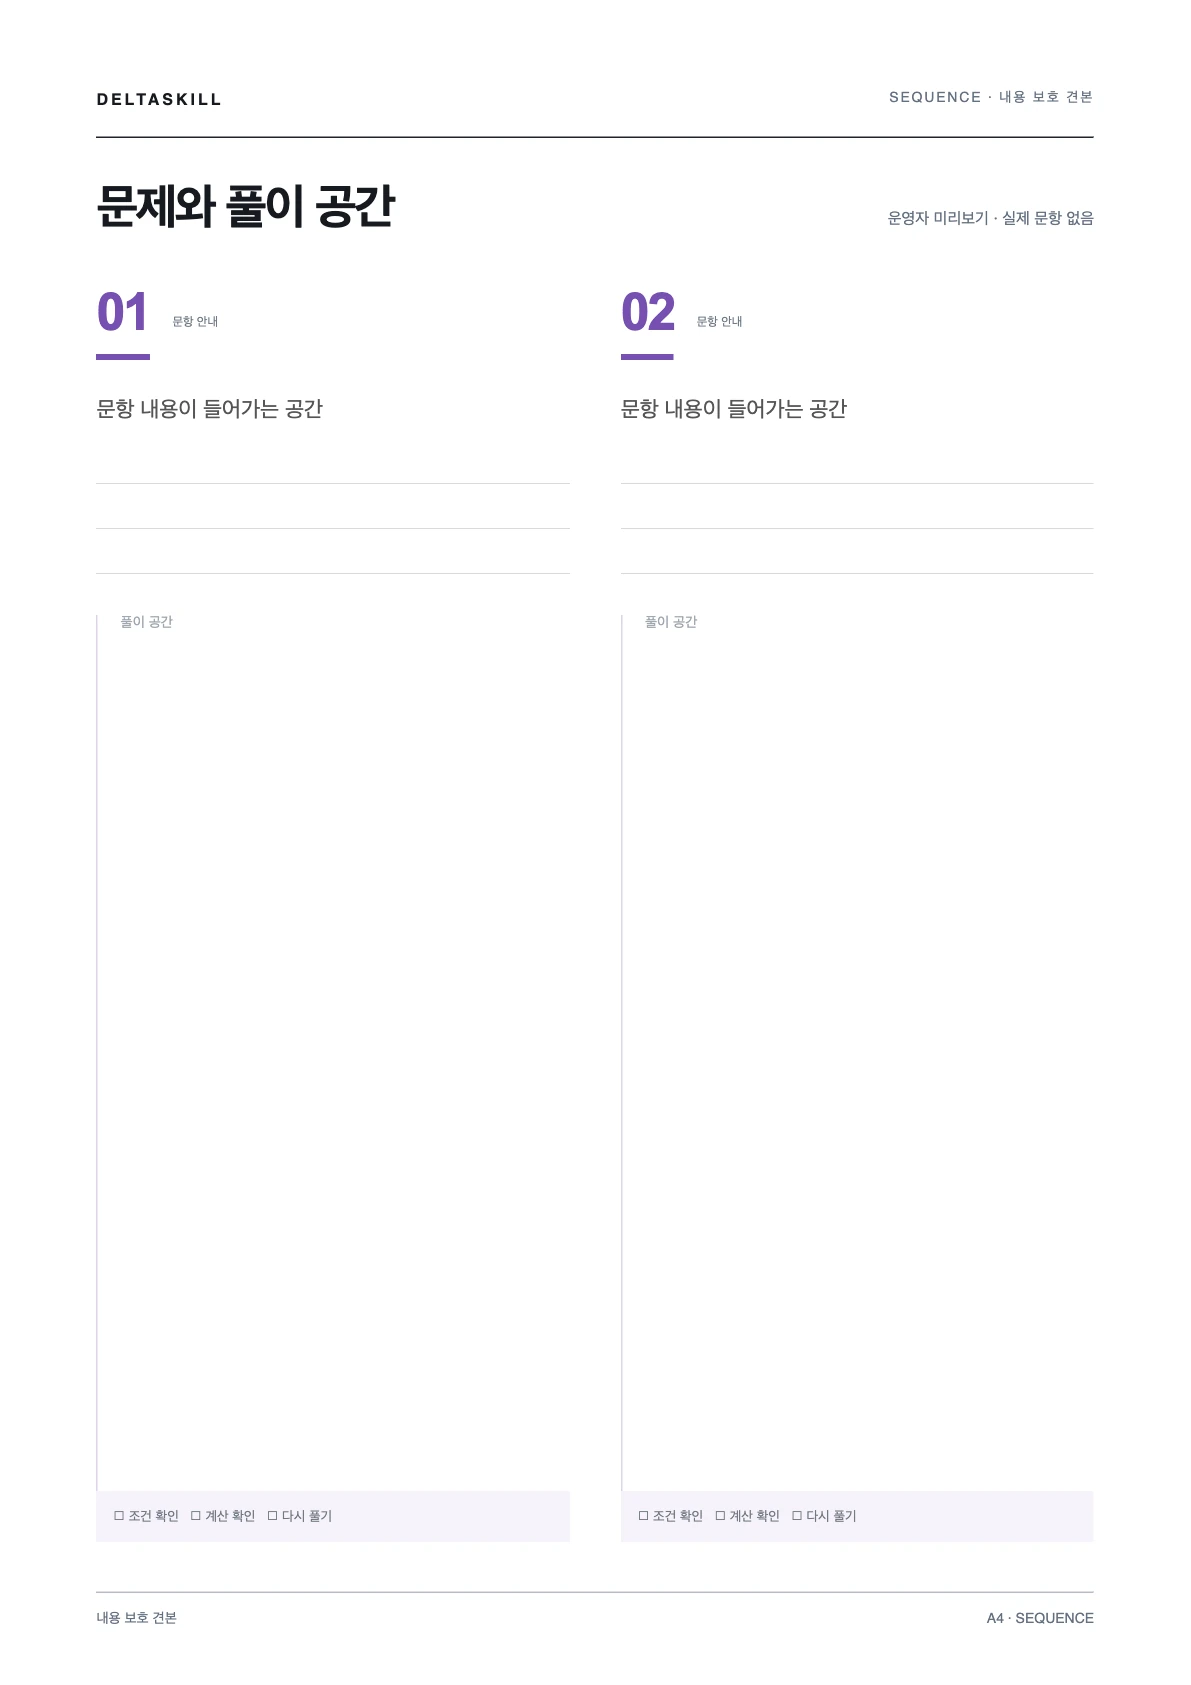 DELTASKILL
SEQUENCE · 내용 보호 견본
문제와 풀이 공간
운영자 미리보기 · 실제 문항 없음
01 문항 안내
문항 내용이 들어가는 공간
풀이 공간
☐ 조건 확인 ☐ 계산 확인 ☐ 다시 풀기
02 문항 안내
문항 내용이 들어가는 공간
풀이 공간
☐ 조건 확인 ☐ 계산 확인 ☐ 다시 풀기
내용 보호 견본
A4 · SEQUENCE